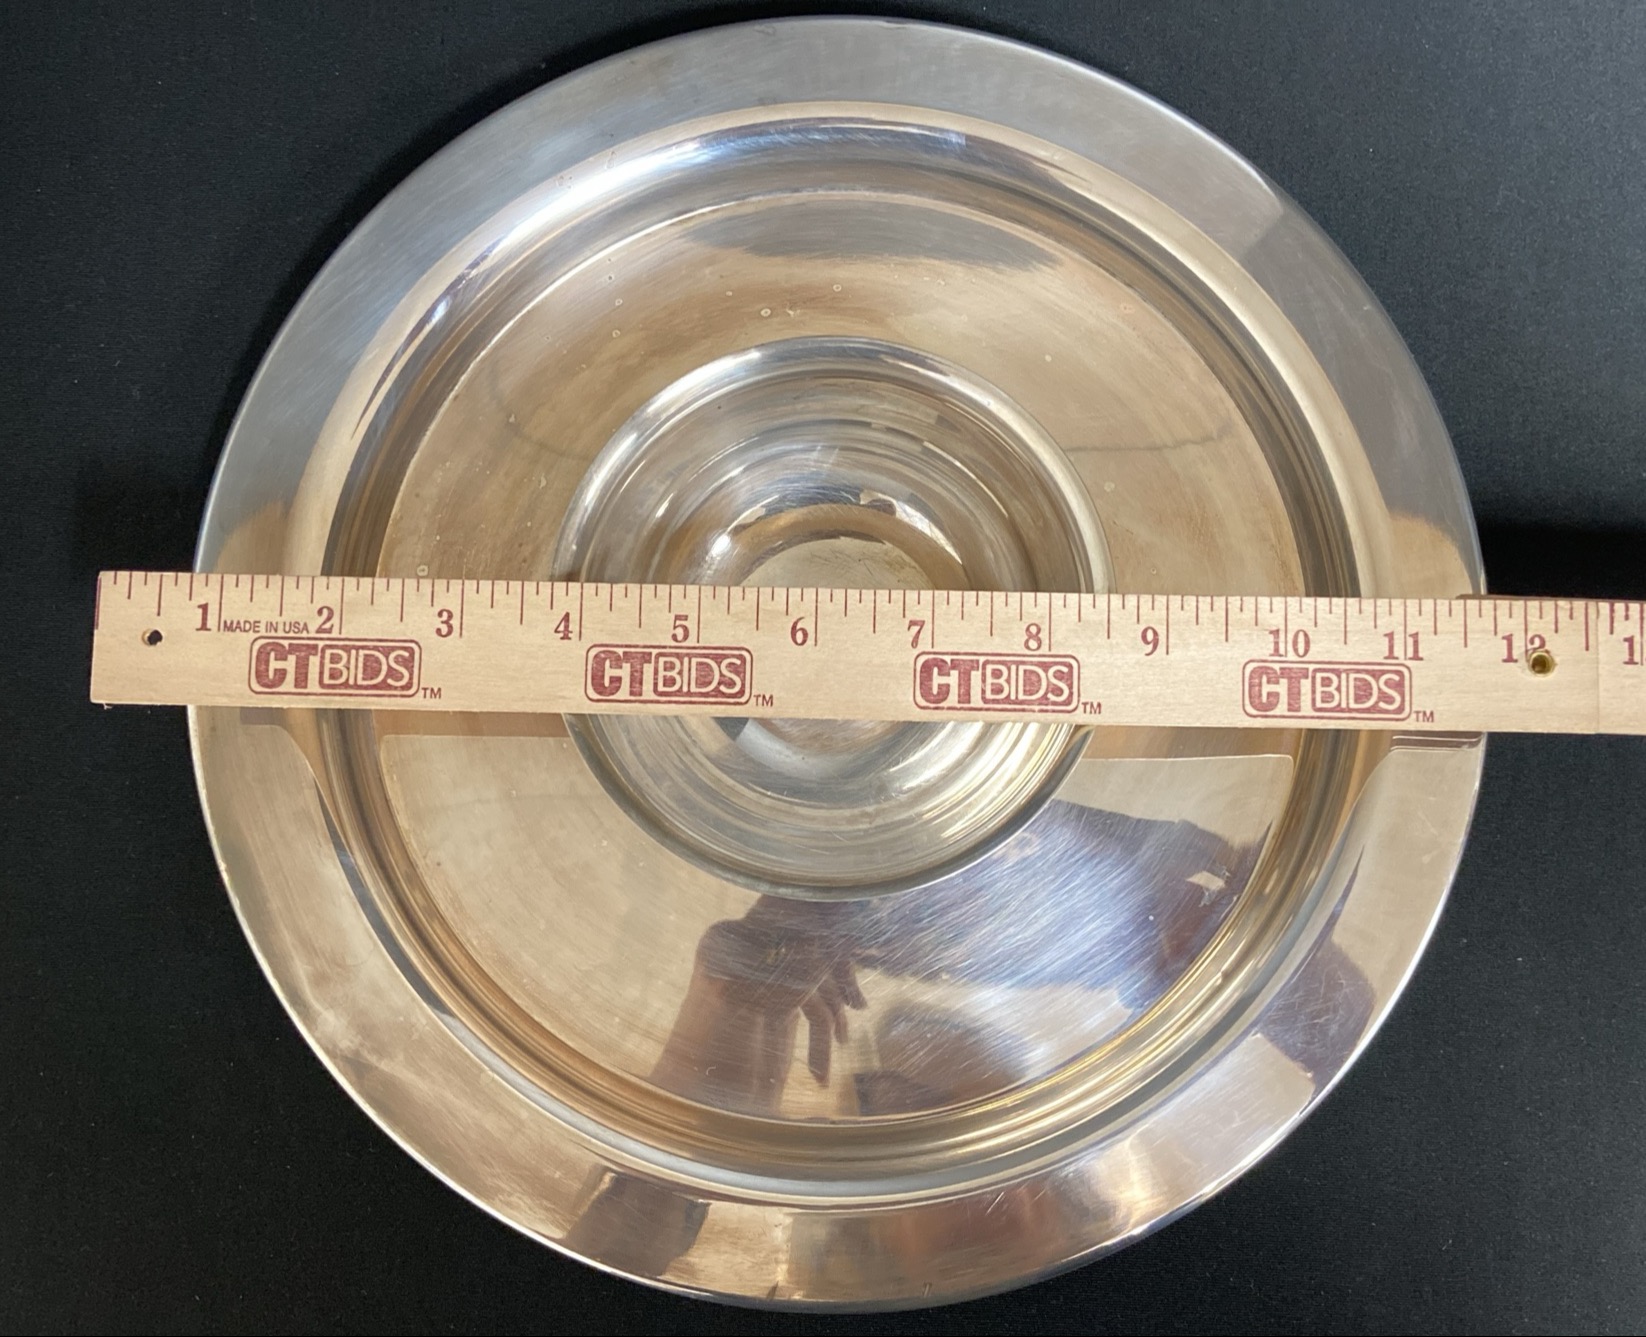 1 MADE IN USA 2 3 4 5 6 7 8 9 10 11 12 1
CTBIDS™ CTBIDS™ CTBIDS™ CTBIDS™